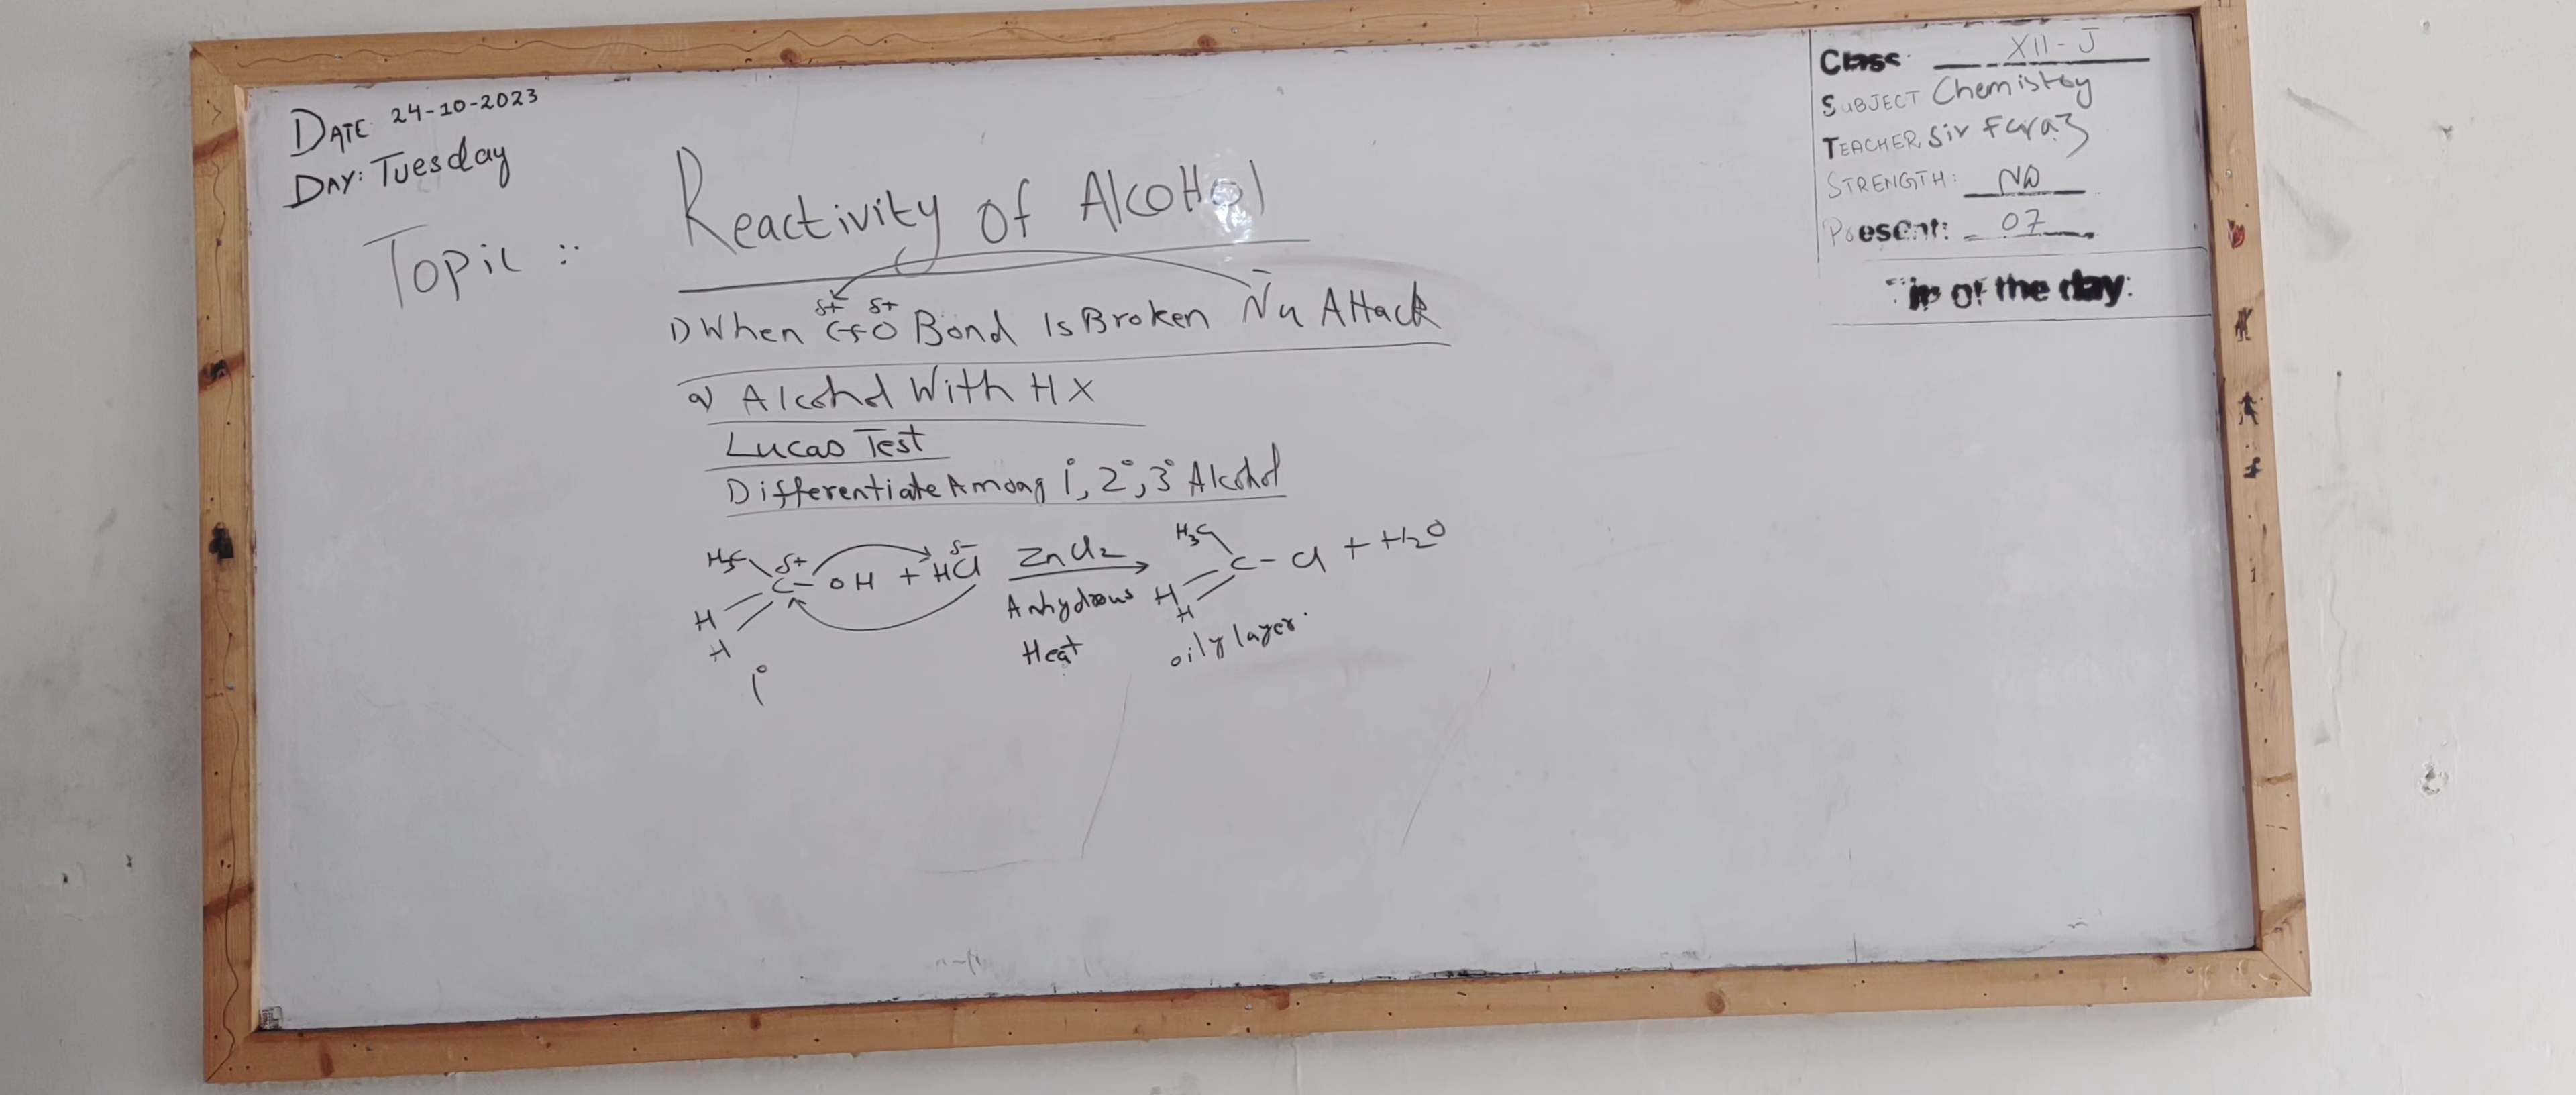 DATE: 24-10-2023
DAY: Tuesday
Class: XII-J
SUBJECT Chemistry
TEACHER, Sir Faraz
STRENGTH:
Present: 07
of the day:
Topic :: Reactivity of AlcoHol
1) When C-O Bond Is Broken Nu Attack
δ+ δ+
a) Alcohol With HX
Lucas Test
Differentiate Among 1°, 2°, 3° Alcohol
H₃C δ+ δ- ZnCl₂ H₃C
C-OH + HCl → C-Cl + H₂O
H Anhydrous H
H Heat H
1° oily layer.